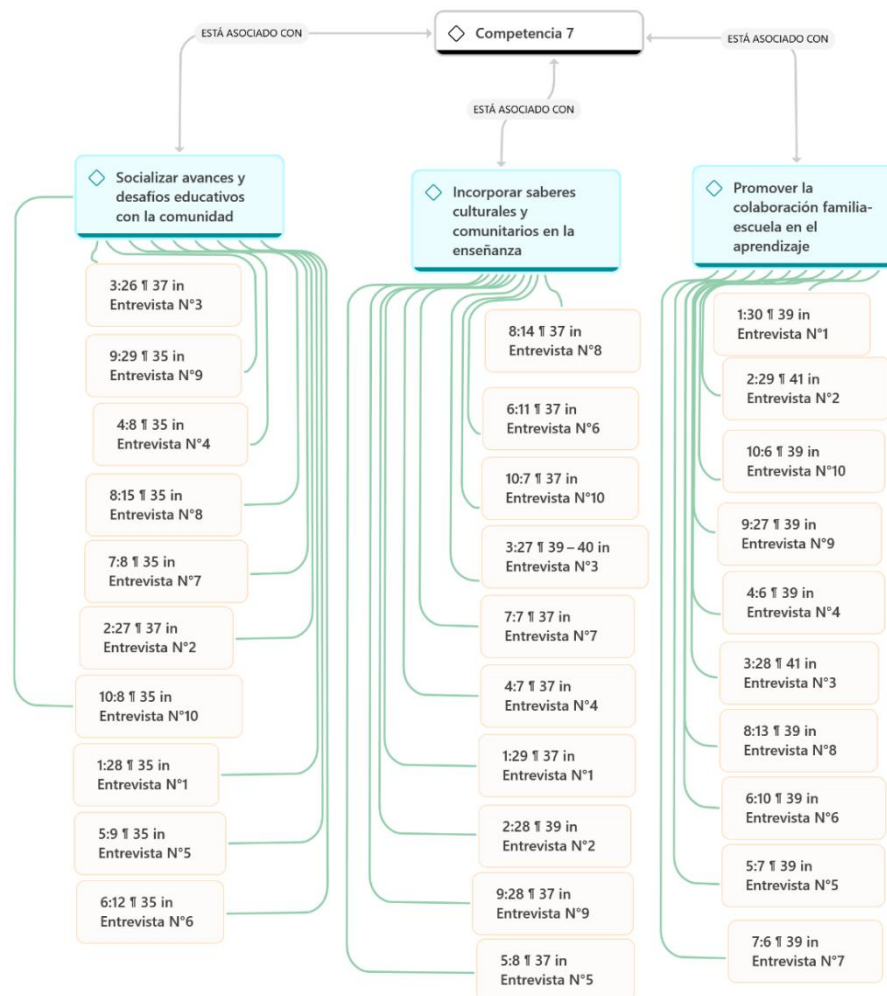 Competencia 7
ESTÁ ASOCIADO CON
ESTÁ ASOCIADO CON
ESTÁ ASOCIADO CON
Socializar avances y
desafíos educativos
con la comunidad
3:26 ¶ 37 in
Entrevista N°3
9:29 ¶ 35 in
Entrevista N°9
4:8 ¶ 35 in
Entrevista N°4
8:15 ¶ 35 in
Entrevista N°8
7:8 ¶ 35 in
Entrevista N°7
2:27 ¶ 37 in
Entrevista N°2
10:8 ¶ 35 in
Entrevista N°10
1:28 ¶ 35 in
Entrevista N°1
5:9 ¶ 35 in
Entrevista N°5
6:12 ¶ 35 in
Entrevista N°6
Incorporar saberes
culturales y
comunitarios en la
enseñanza
8:14 ¶ 37 in
Entrevista N°8
6:11 ¶ 37 in
Entrevista N°6
10:7 ¶ 37 in
Entrevista N°10
3:27 ¶ 39 – 40 in
Entrevista N°3
7:7 ¶ 37 in
Entrevista N°7
4:7 ¶ 37 in
Entrevista N°4
1:29 ¶ 37 in
Entrevista N°1
2:28 ¶ 39 in
Entrevista N°2
9:28 ¶ 37 in
Entrevista N°9
5:8 ¶ 37 in
Entrevista N°5
Promover la
colaboración familia-
escuela en el
aprendizaje
1:30 ¶ 39 in
Entrevista N°1
2:29 ¶ 41 in
Entrevista N°2
10:6 ¶ 39 in
Entrevista N°10
9:27 ¶ 39 in
Entrevista N°9
4:6 ¶ 39 in
Entrevista N°4
3:28 ¶ 41 in
Entrevista N°3
8:13 ¶ 39 in
Entrevista N°8
6:10 ¶ 39 in
Entrevista N°6
5:7 ¶ 39 in
Entrevista N°5
7:6 ¶ 39 in
Entrevista N°7